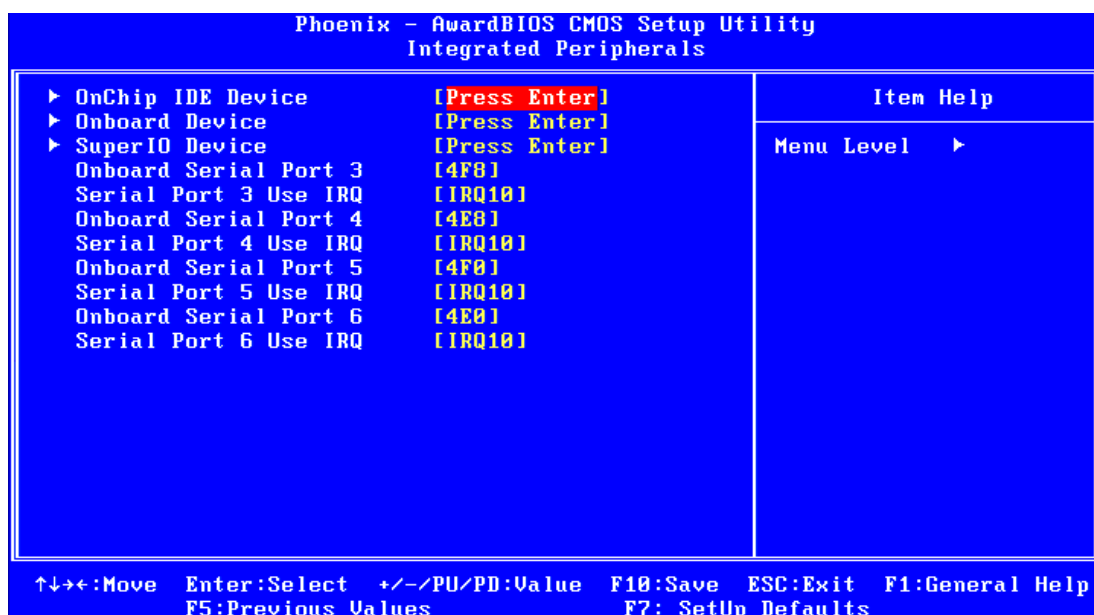 Phoenix - AwardBIOS CMOS Setup Utility
Integrated Peripherals
► OnChip IDE Device [Press Enter]
► Onboard Device [Press Enter]
► SuperIO Device [Press Enter]
Onboard Serial Port 3 [4F8]
Serial Port 3 Use IRQ [IRQ10]
Onboard Serial Port 4 [4E8]
Serial Port 4 Use IRQ [IRQ10]
Onboard Serial Port 5 [4F0]
Serial Port 5 Use IRQ [IRQ10]
Onboard Serial Port 6 [4E0]
Serial Port 6 Use IRQ [IRQ10]
Item Help
Menu Level ►
↑↓→←:Move Enter:Select +/-/PU/PD:Value F10:Save ESC:Exit F1:General Help
F5:Previous Values F7: SetUp Defaults